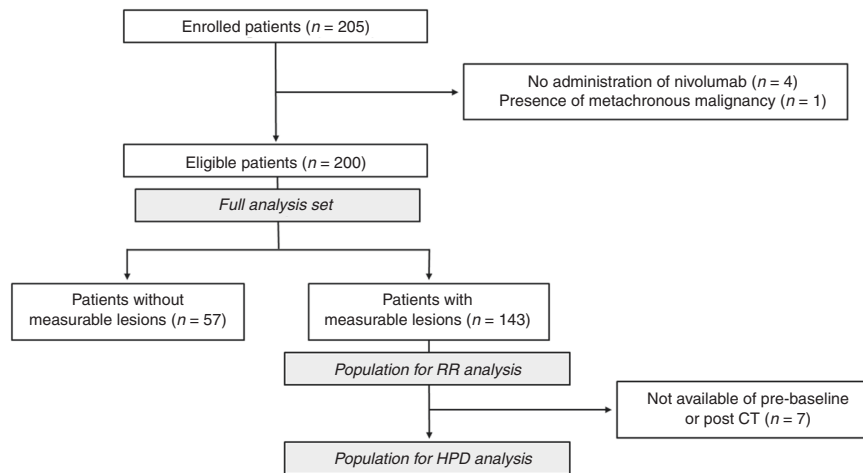 Enrolled patients (n = 205)
No administration of nivolumab (n = 4)
Presence of metachronous malignancy (n = 1)
Eligible patients (n = 200)
Full analysis set
Patients without
measurable lesions (n = 57)
Patients with
measurable lesions (n = 143)
Population for RR analysis
Not available of pre-baseline
or post CT (n = 7)
Population for HPD analysis